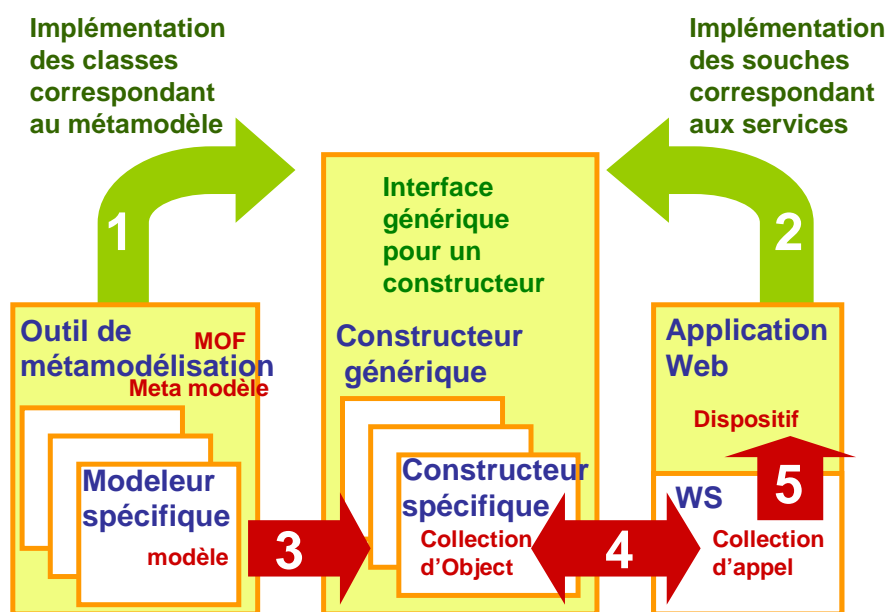 Implémentation
des classes
correspondant
au métamodèle
Implémentation
des souches
correspondant
aux services
1
Interface
générique
pour un
constructeur
2
Outil de
MOF
métamodélisation
Meta modèle
Modeleur
spécifique
modèle
3
Constructeur
générique
Constructeur
spécifique
Collection
d'Object
4
Application
Web
Dispositif
5
WS
Collection
d'appel